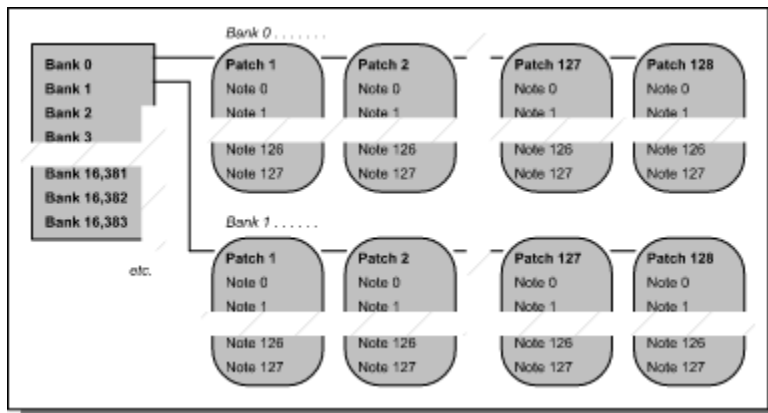 Bank 0
Bank 1
Bank 2
Bank 3
Bank 16,381
Bank 16,382
Bank 16,383
etc.
Bank 0 . . . . . . .
Patch 1
Note 0
Note 1
Note 126
Note 127
Patch 2
Note 0
Note 1
Note 126
Note 127
Patch 127
Note 0
Note 1
Note 126
Note 127
Patch 128
Note 0
Note 1
Note 126
Note 127
Bank 1 . . . . . .
Patch 1
Note 0
Note 1
Note 126
Note 127
Patch 2
Note 0
Note 1
Note 126
Note 127
Patch 127
Note 0
Note 1
Note 126
Note 127
Patch 128
Note 0
Note 1
Note 126
Note 127